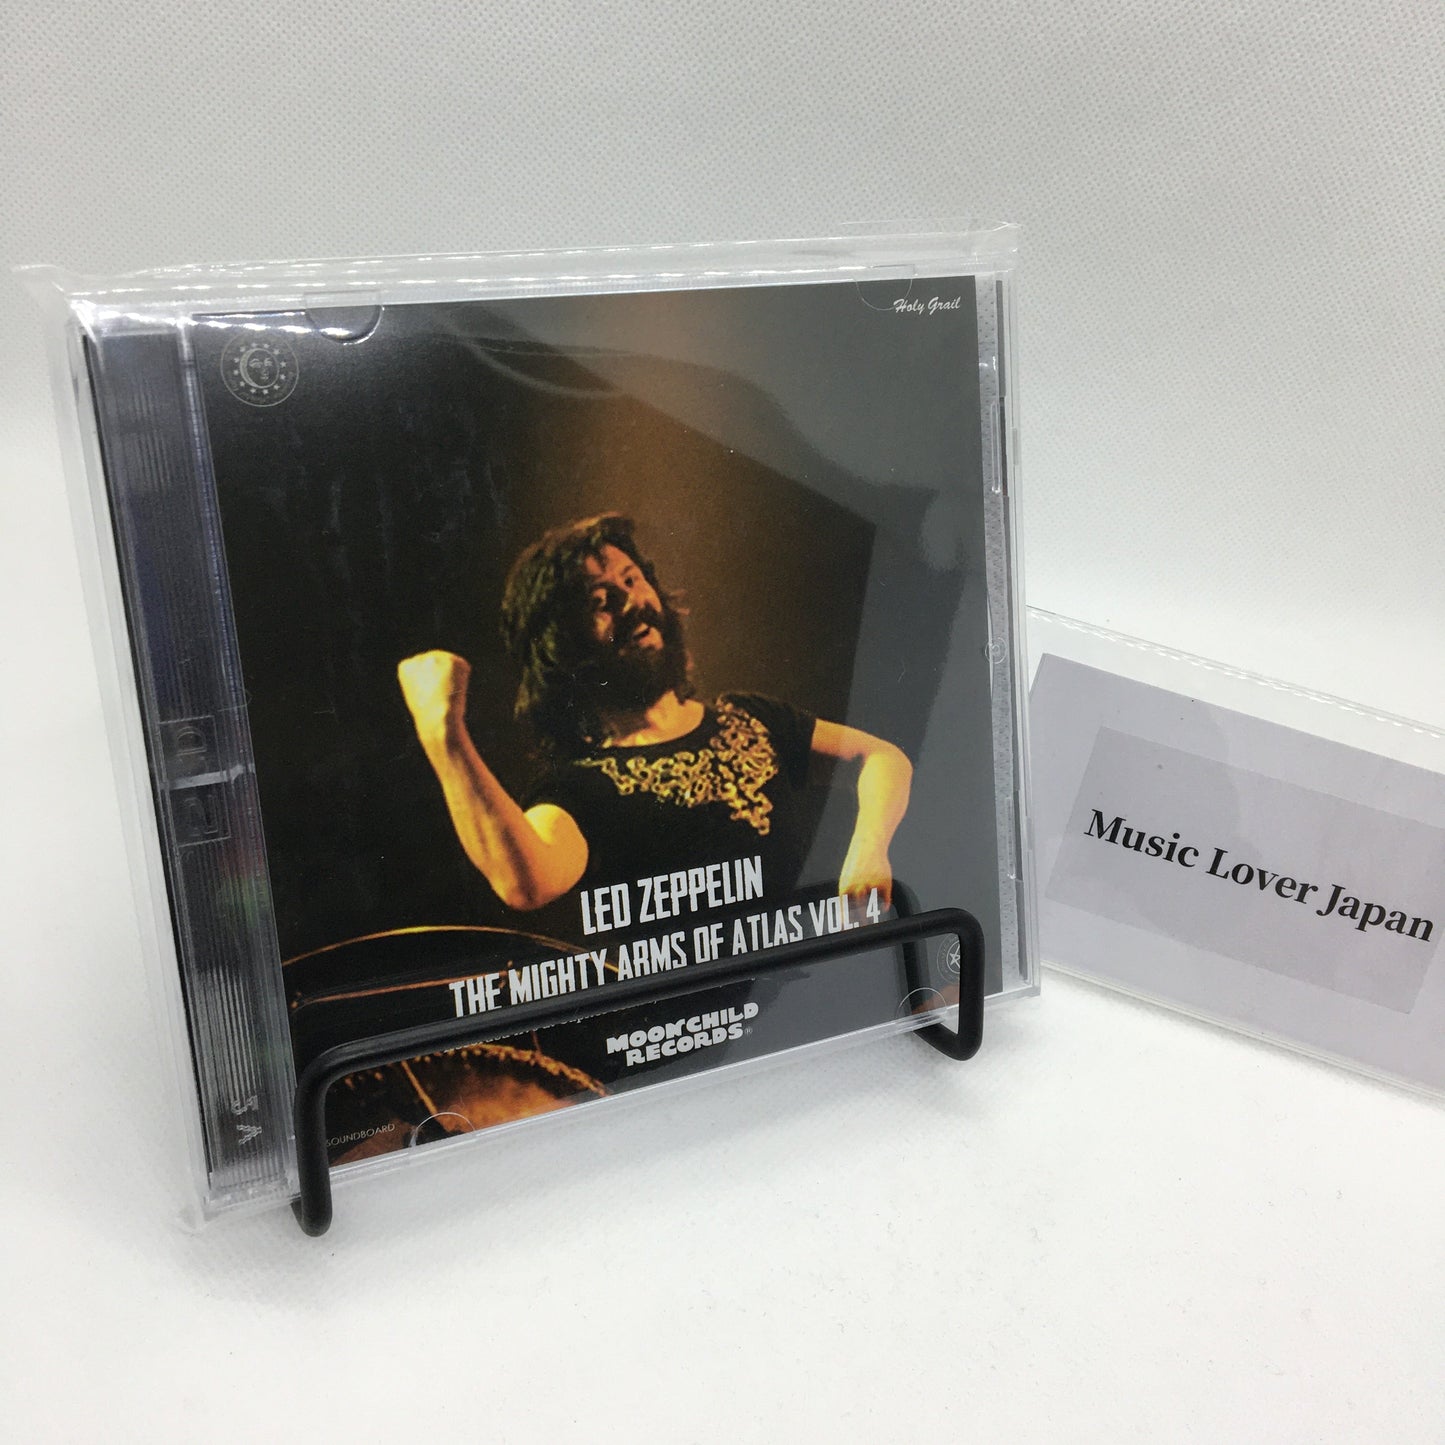 Holy Grail
LED ZEPPELIN
THE MIGHTY ARMS OF ATLAS VOL. 4
MOONCHILD
RECORDS®
SOUNDBOARD
Music Lover Japan